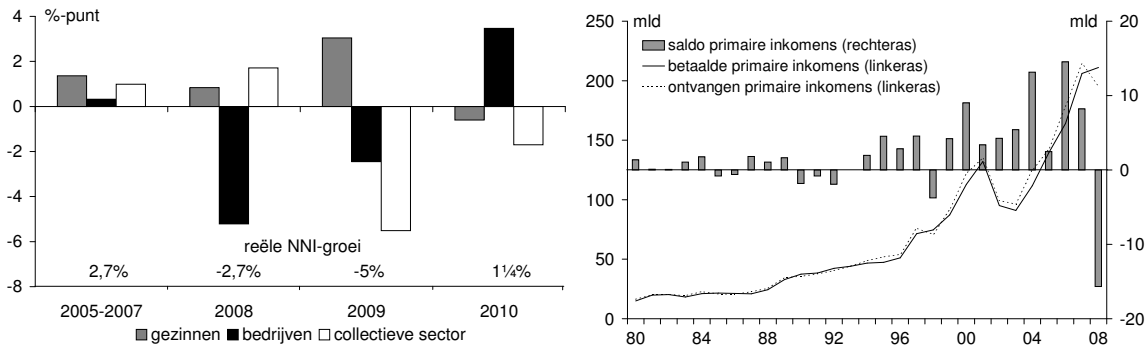 %-punt
4
2
0
-2
-4
-6
-8
reële NNI-groei
2,7% -2,7% -5% 1¼%
2005-2007 2008 2009 2010
gezinnen bedrijven collectieve sector
mld mld
saldo primaire inkomens (rechteras)
betaalde primaire inkomens (linkeras)
ontvangen primaire inkomens (linkeras)
250 20
200
10
150
0
100
50 -10
0 -20
80 84 88 92 96 00 04 08